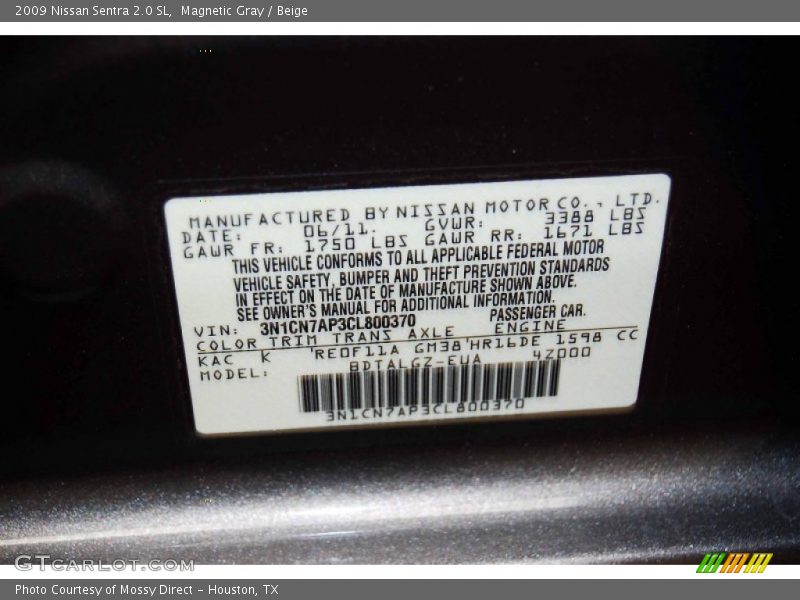 2009 Nissan Sentra 2.0 SL,  Magnetic Gray / Beige
MANUFACTURED BY NISSAN MOTOR CO., LTD.
DATE: 06/11. GVWR: 3388 LBS
GAWR FR: 1750 LBS GAWR RR: 1671 LBS
THIS VEHICLE CONFORMS TO ALL APPLICABLE FEDERAL MOTOR
VEHICLE SAFETY, BUMPER AND THEFT PREVENTION STANDARDS
IN EFFECT ON THE DATE OF MANUFACTURE SHOWN ABOVE.
SEE OWNER'S MANUAL FOR ADDITIONAL INFORMATION.
VIN: 3N1CN7AP3CL800370 PASSENGER CAR.
COLOR TRIM TRANS AXLE ENGINE
KAC K 'RE0F11A GM38'HR16DE 1598 CC
MODEL: BDTALGZ-EUA 4Z000
3N1CN7AP3CL800370
GTCARLOT.COM
Photo Courtesy of Mossy Direct - Houston, TX